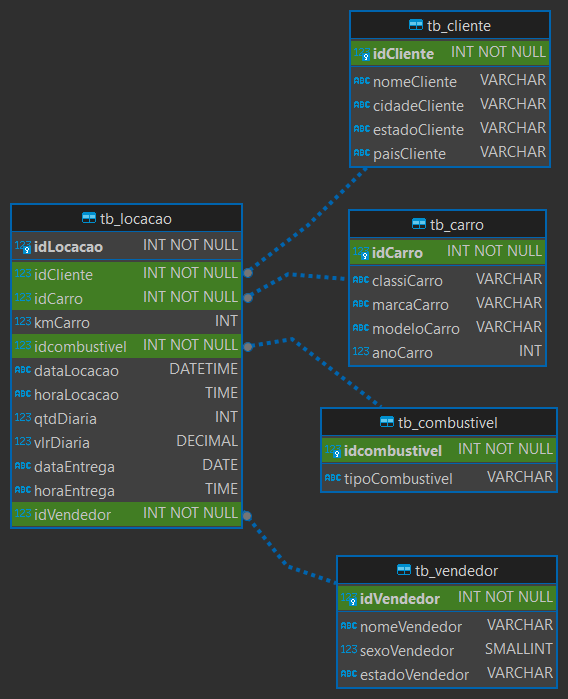 tb_cliente
123 idCliente INT NOT NULL
ABC nomeCliente VARCHAR
ABC cidadeCliente VARCHAR
ABC estadoCliente VARCHAR
ABC paisCliente VARCHAR
tb_locacao
123 idLocacao INT NOT NULL
123 idCliente INT NOT NULL
123 idCarro INT NOT NULL
123 kmCarro INT
123 idcombustivel INT NOT NULL
ABC dataLocacao DATETIME
ABC horaLocacao TIME
123 qtdDiaria INT
123 vlrDiaria DECIMAL
ABC dataEntrega DATE
ABC horaEntrega TIME
123 idVendedor INT NOT NULL
tb_carro
123 idCarro INT NOT NULL
ABC classiCarro VARCHAR
ABC marcaCarro VARCHAR
ABC modeloCarro VARCHAR
123 anoCarro INT
tb_combustivel
123 idcombustivel INT NOT NULL
ABC tipoCombustivel VARCHAR
tb_vendedor
123 idVendedor INT NOT NULL
ABC nomeVendedor VARCHAR
123 sexoVendedor SMALLINT
ABC estadoVendedor VARCHAR